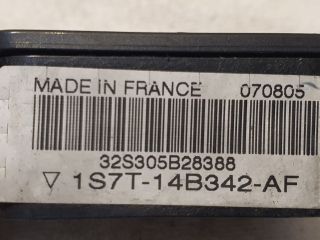 MADE IN FRANCE 070805
32S305B28388
▽ 1S7T-14B342-AF